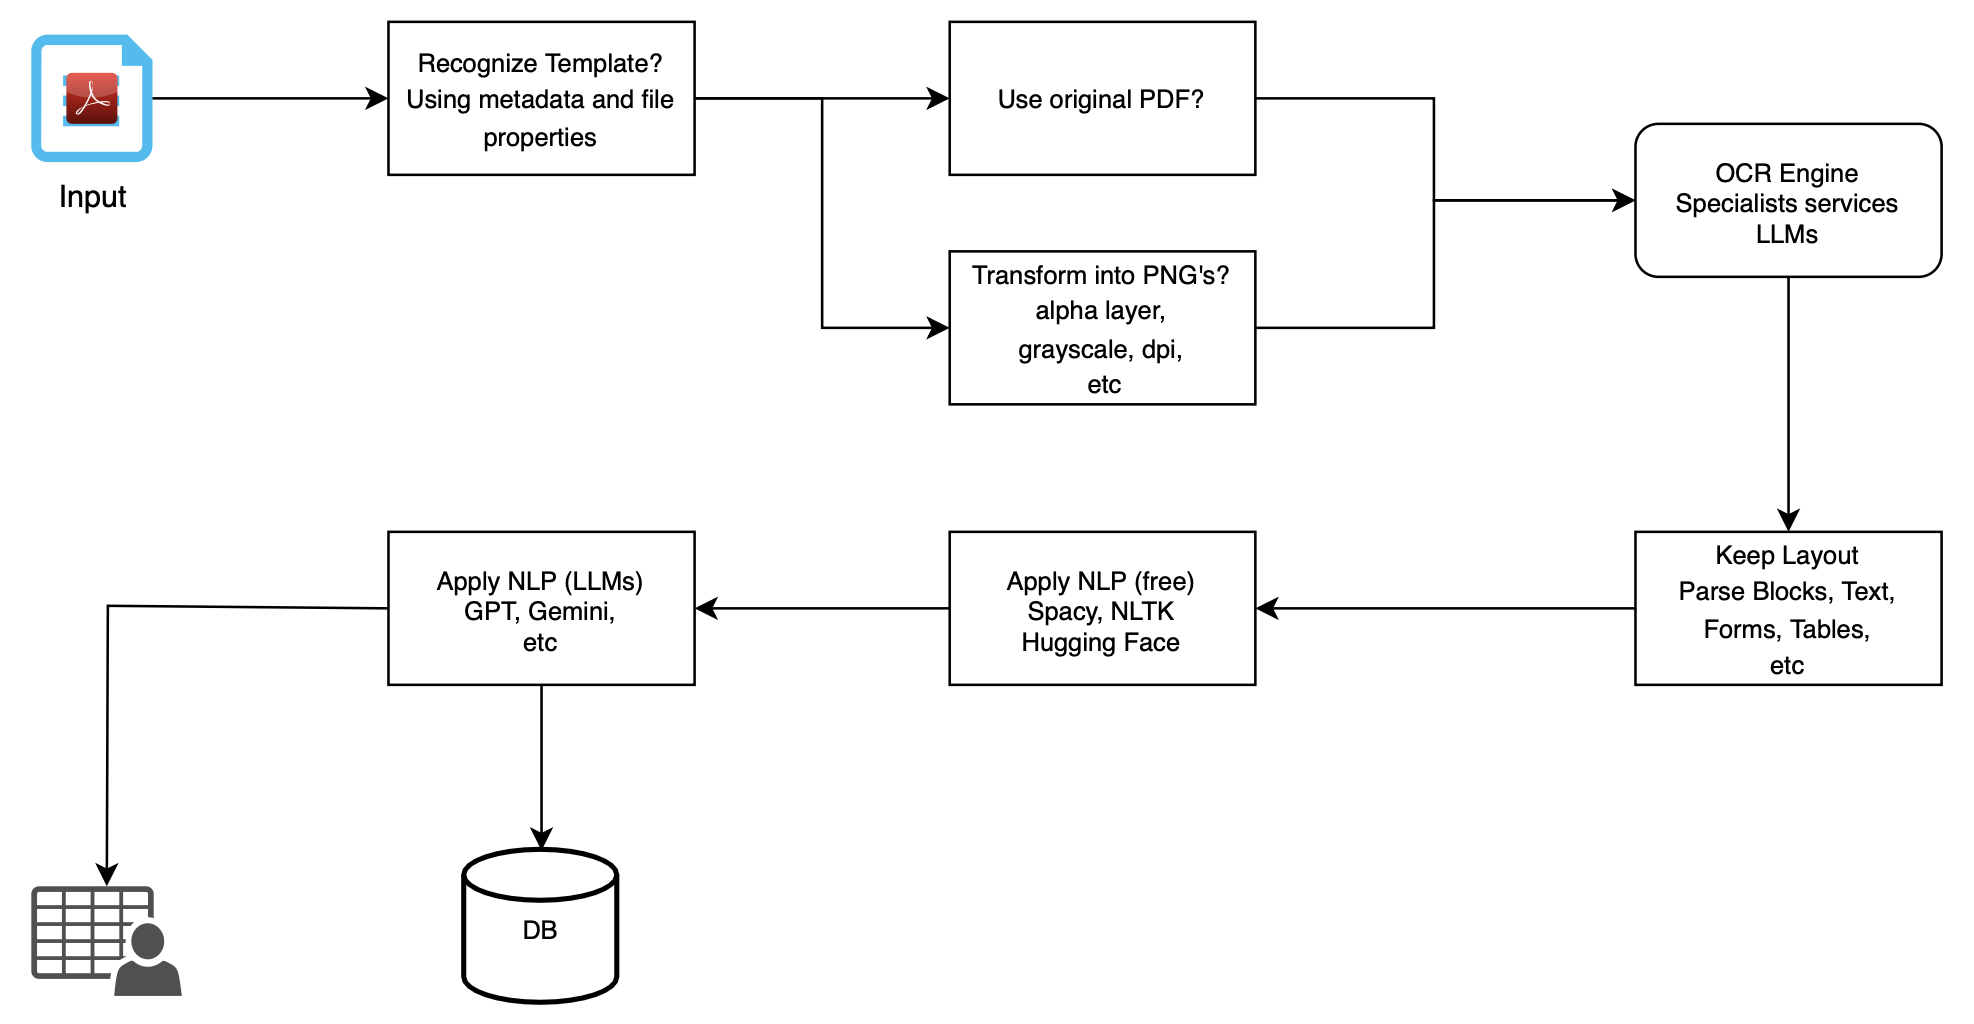 Input
Recognize Template?
Using metadata and file
properties
Use original PDF?
Transform into PNG's?
alpha layer,
grayscale, dpi,
etc
OCR Engine
Specialists services
LLMs
Keep Layout
Parse Blocks, Text,
Forms, Tables,
etc
Apply NLP (free)
Spacy, NLTK
Hugging Face
Apply NLP (LLMs)
GPT, Gemini,
etc
DB